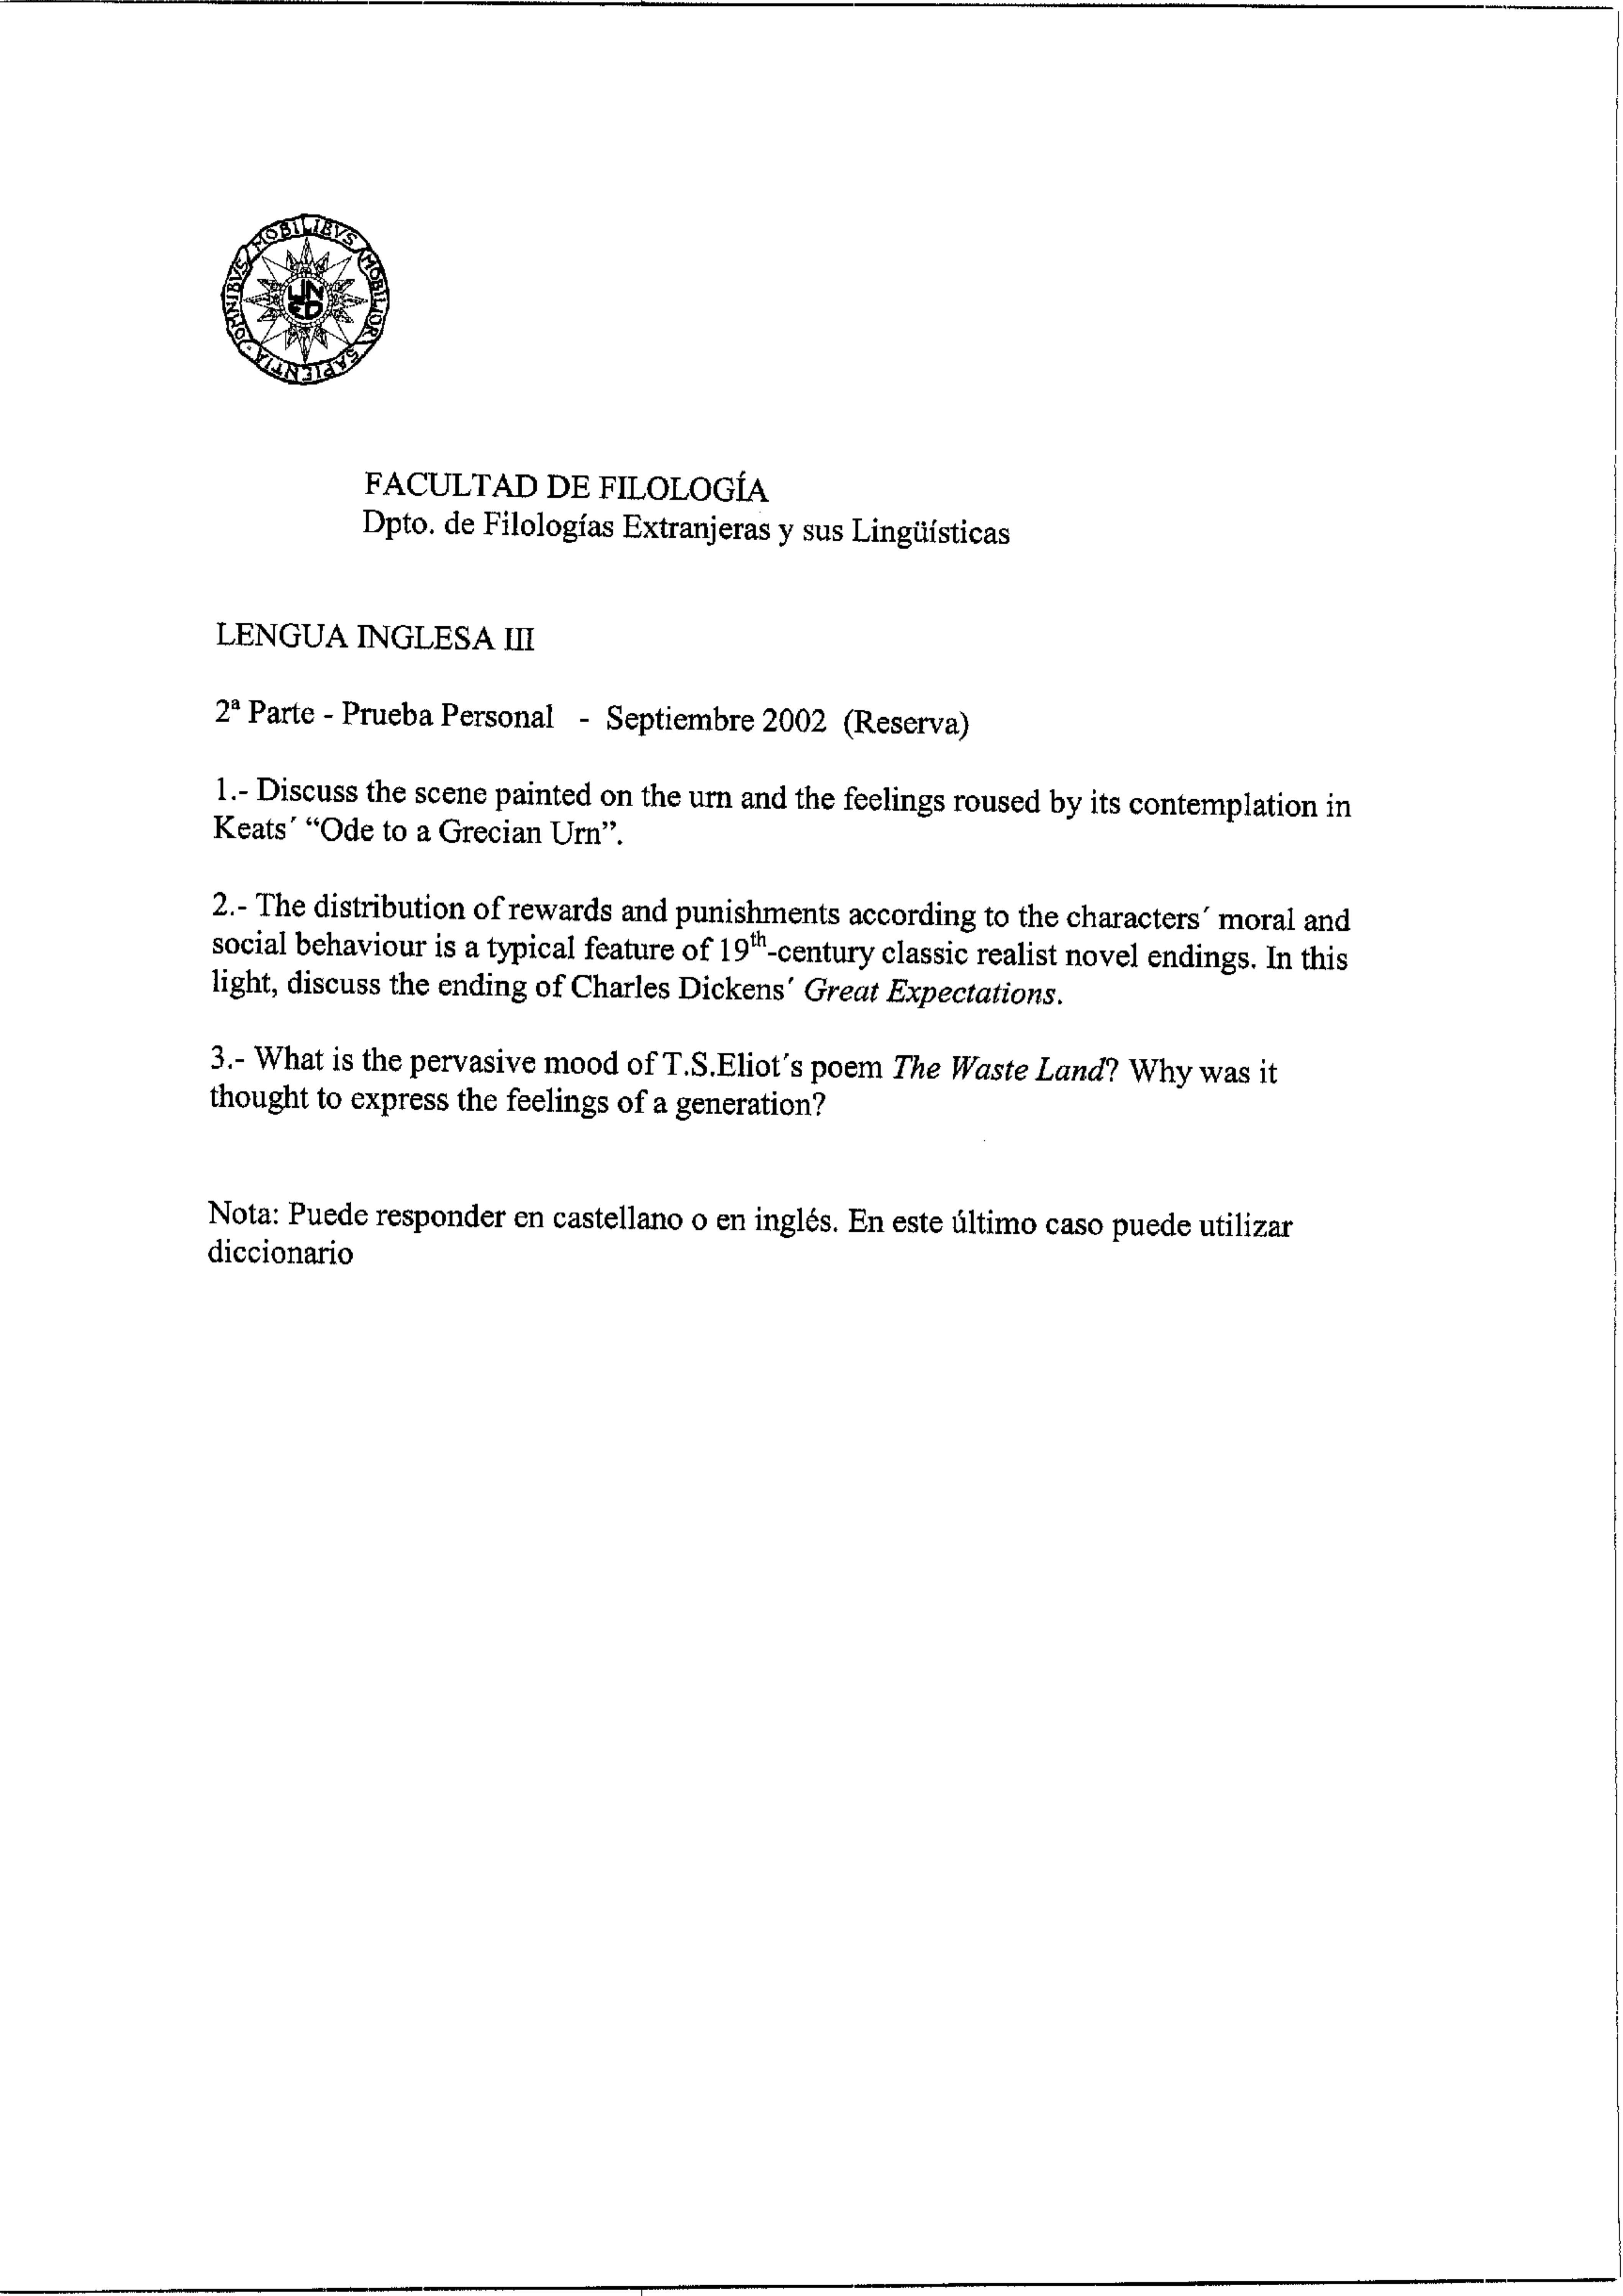 OMNIBVS MOBILIBVS MOBILIOR SAPIENTIA
UNED
FACULTAD DE FILOLOGÍA
Dpto. de Filologías Extranjeras y sus Lingüísticas
LENGUA INGLESA III
2ª Parte - Prueba Personal - Septiembre 2002 (Reserva)
1.- Discuss the scene painted on the urn and the feelings roused by its contemplation in
Keats´ “Ode to a Grecian Urn”.
2.- The distribution of rewards and punishments according to the characters´ moral and
social behaviour is a typical feature of 19th-century classic realist novel endings. In this
light, discuss the ending of Charles Dickens´ Great Expectations.
3.- What is the pervasive mood of T.S.Eliot´s poem The Waste Land? Why was it
thought to express the feelings of a generation?
Nota: Puede responder en castellano o en inglés. En este último caso puede utilizar
diccionario